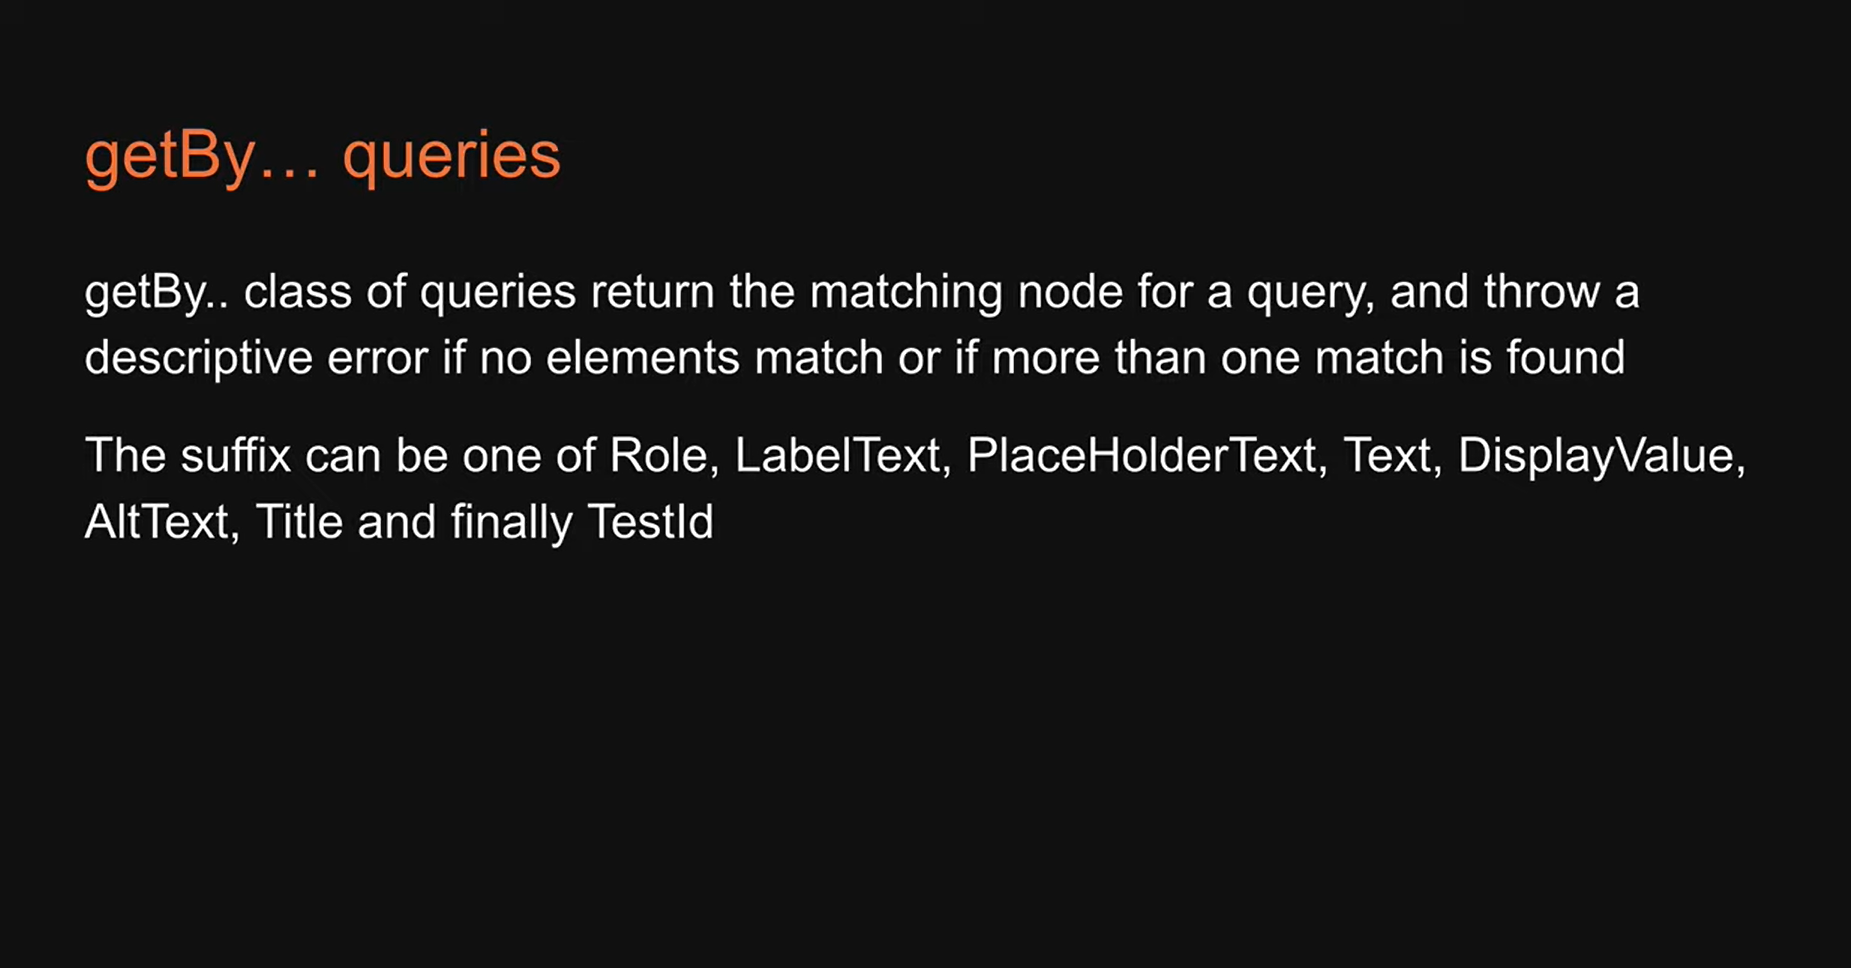 getBy… queries
getBy.. class of queries return the matching node for a query, and throw a
descriptive error if no elements match or if more than one match is found
The suffix can be one of Role, LabelText, PlaceHolderText, Text, DisplayValue,
AltText, Title and finally TestId